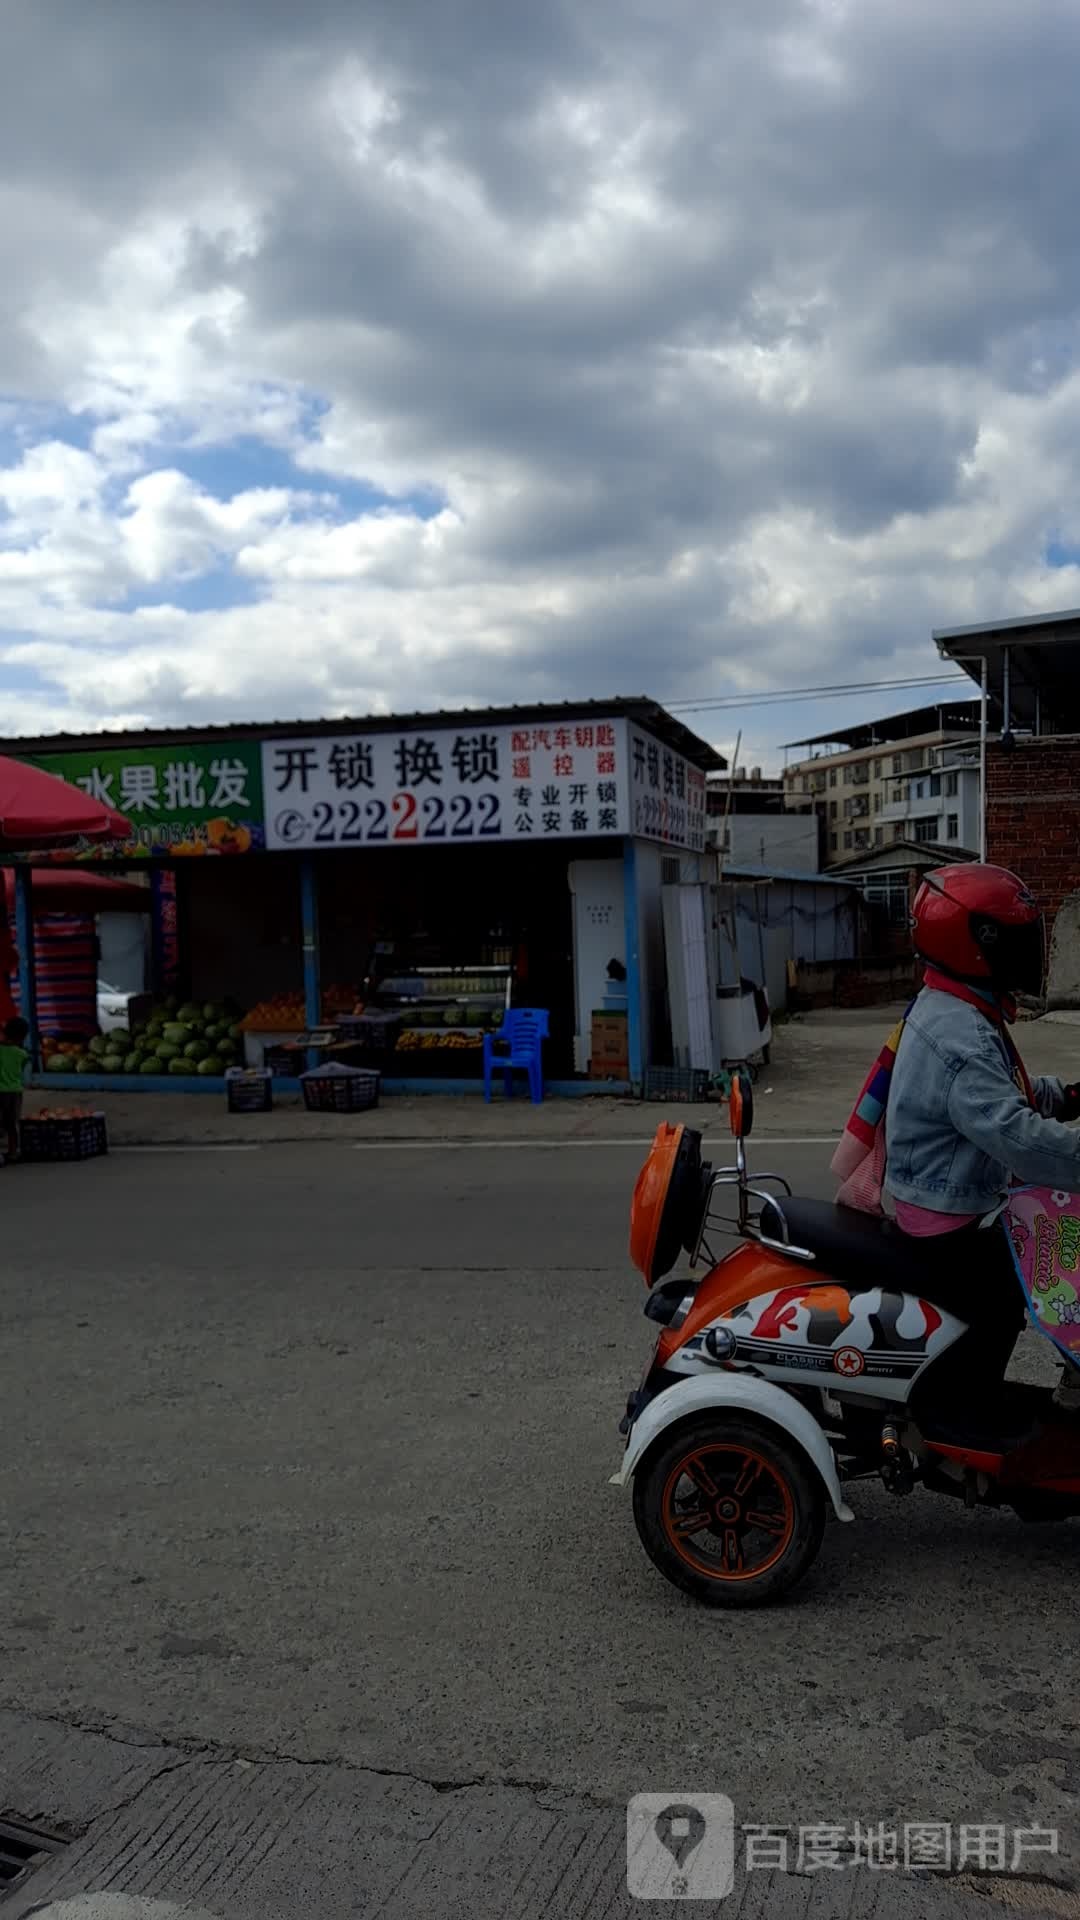 水果批发
开锁 换锁
2222222
配汽车钥匙
遥控器
专业开锁
公安备案
开锁 换锁
CLASSIC
百度地图用户